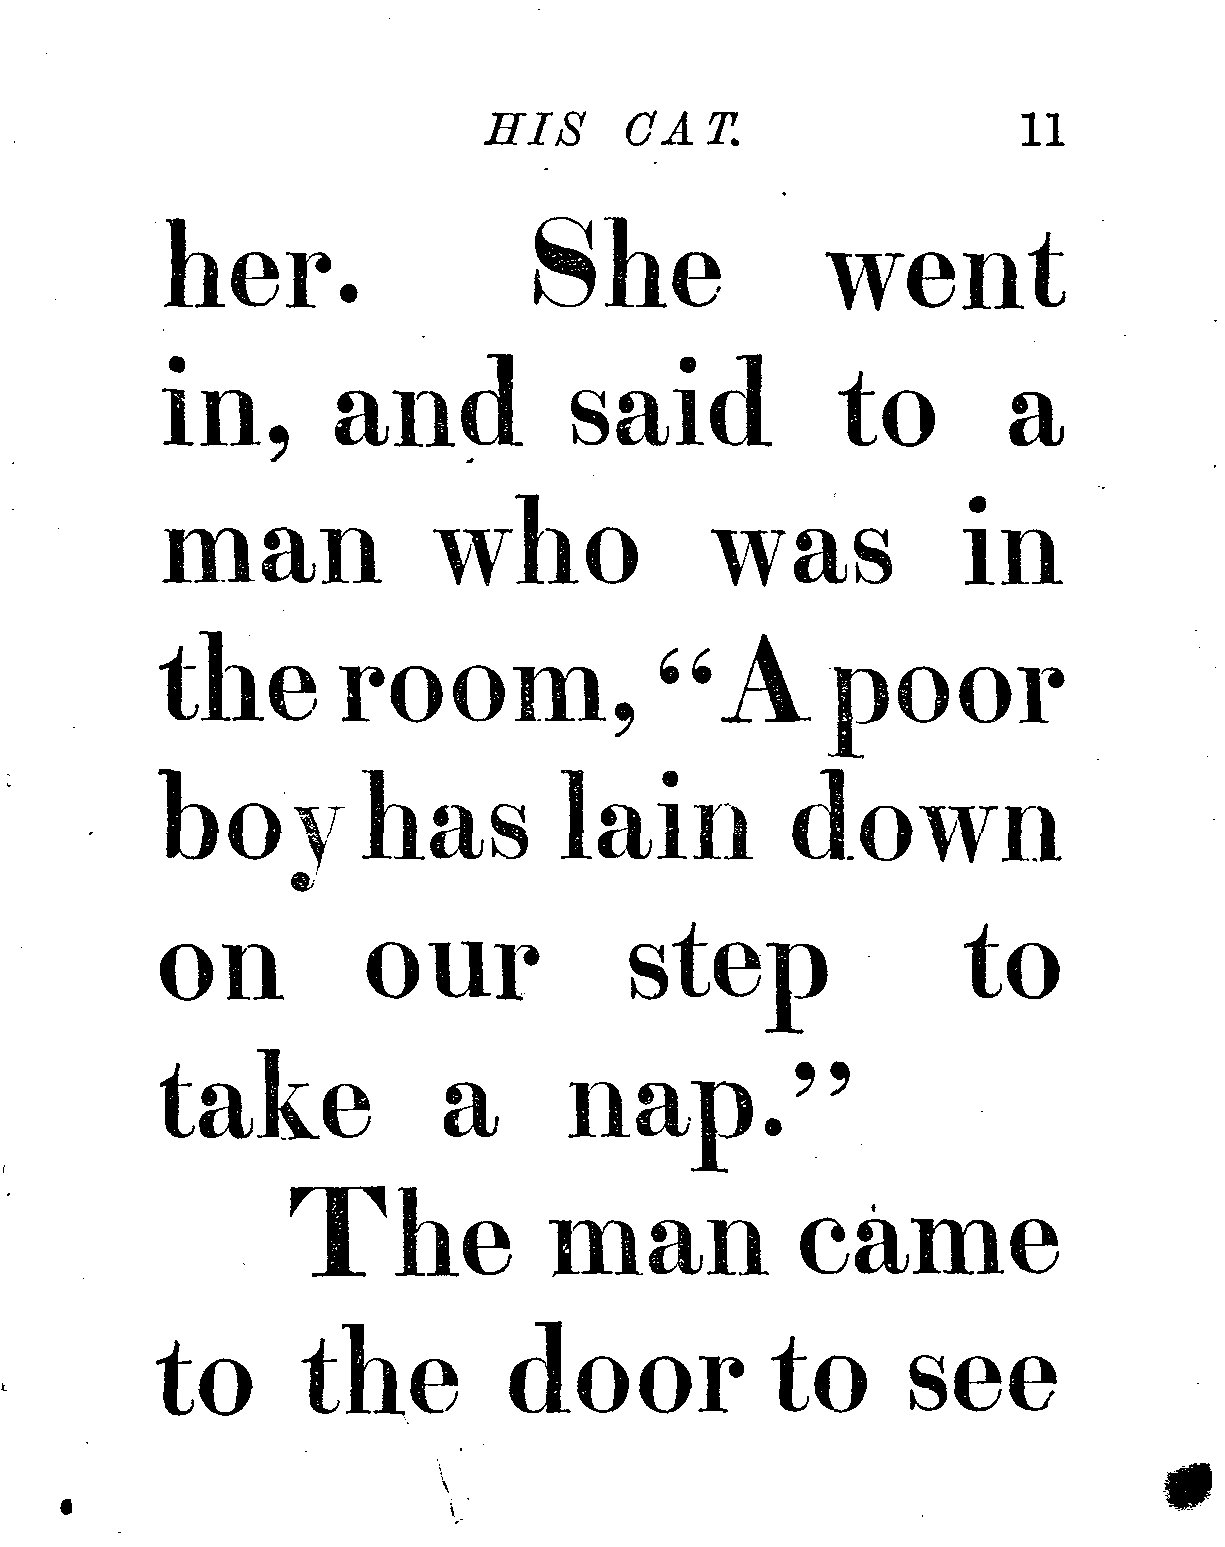 HIS CAT. 11
her. She went
in, and said to a
man who was in
the room, “A poor
boy has lain down
on our step to
take a nap.”
The man came
to the door to see